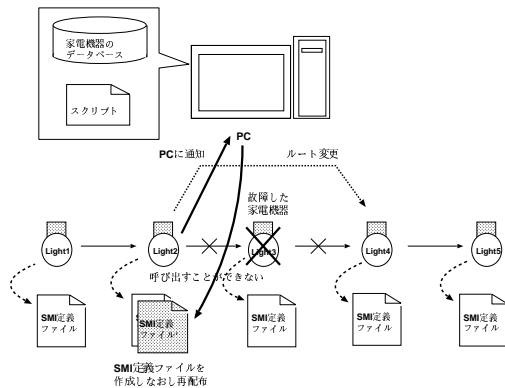 家電機器の
データベース
スクリプト
PC
PCに通知
ルート変更
故障した
家電機器
Light1
Light2
Light3
Light4
Light5
呼び出すことができない
SMI定義
ファイル
SMI定義
ファイル'
SMI定義
ファイル
SMI定義
ファイル
SMI定義
ファイル
SMI定義ファイルを
作成しなおし再配布